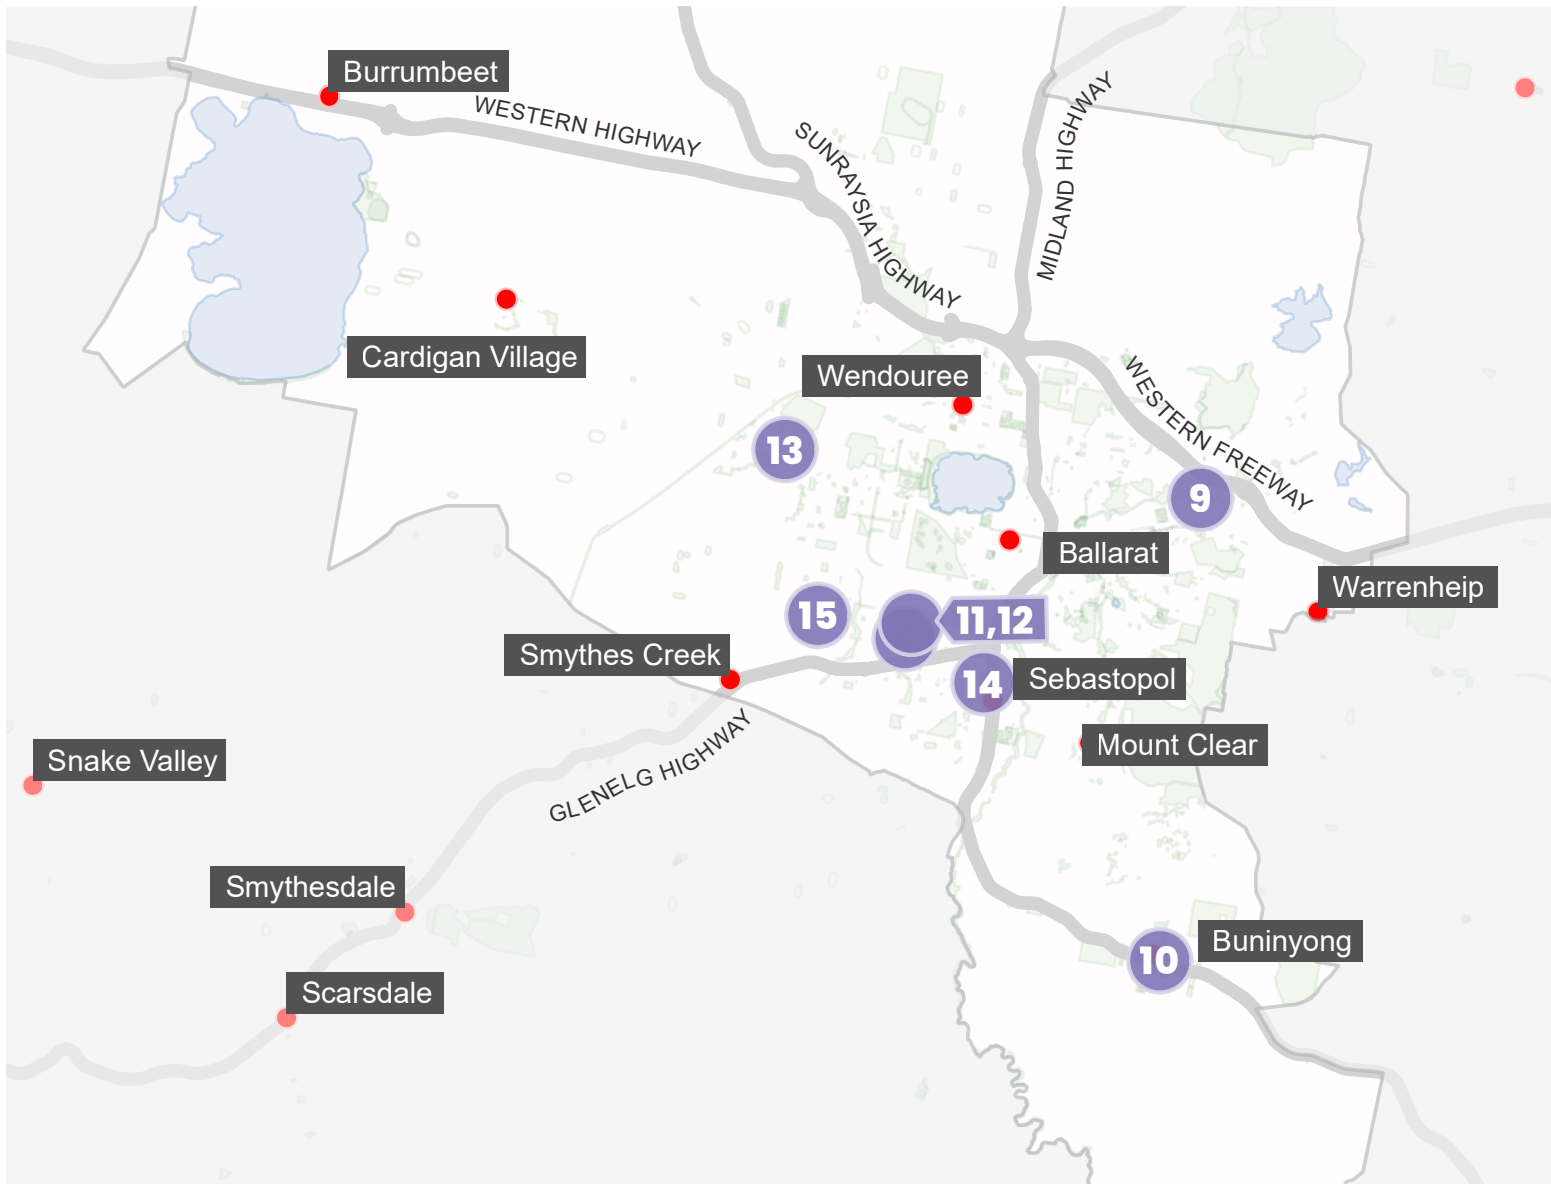 Burrumbeet
WESTERN HIGHWAY
SUNRAYSIA HIGHWAY
MIDLAND HIGHWAY
Cardigan Village
Wendouree
WESTERN FREEWAY
13
9
Ballarat
Warrenheip
15
11,12
Smythes Creek
14
Sebastopol
Mount Clear
GLENELG HIGHWAY
Snake Valley
Smythesdale
Buninyong
10
Scarsdale